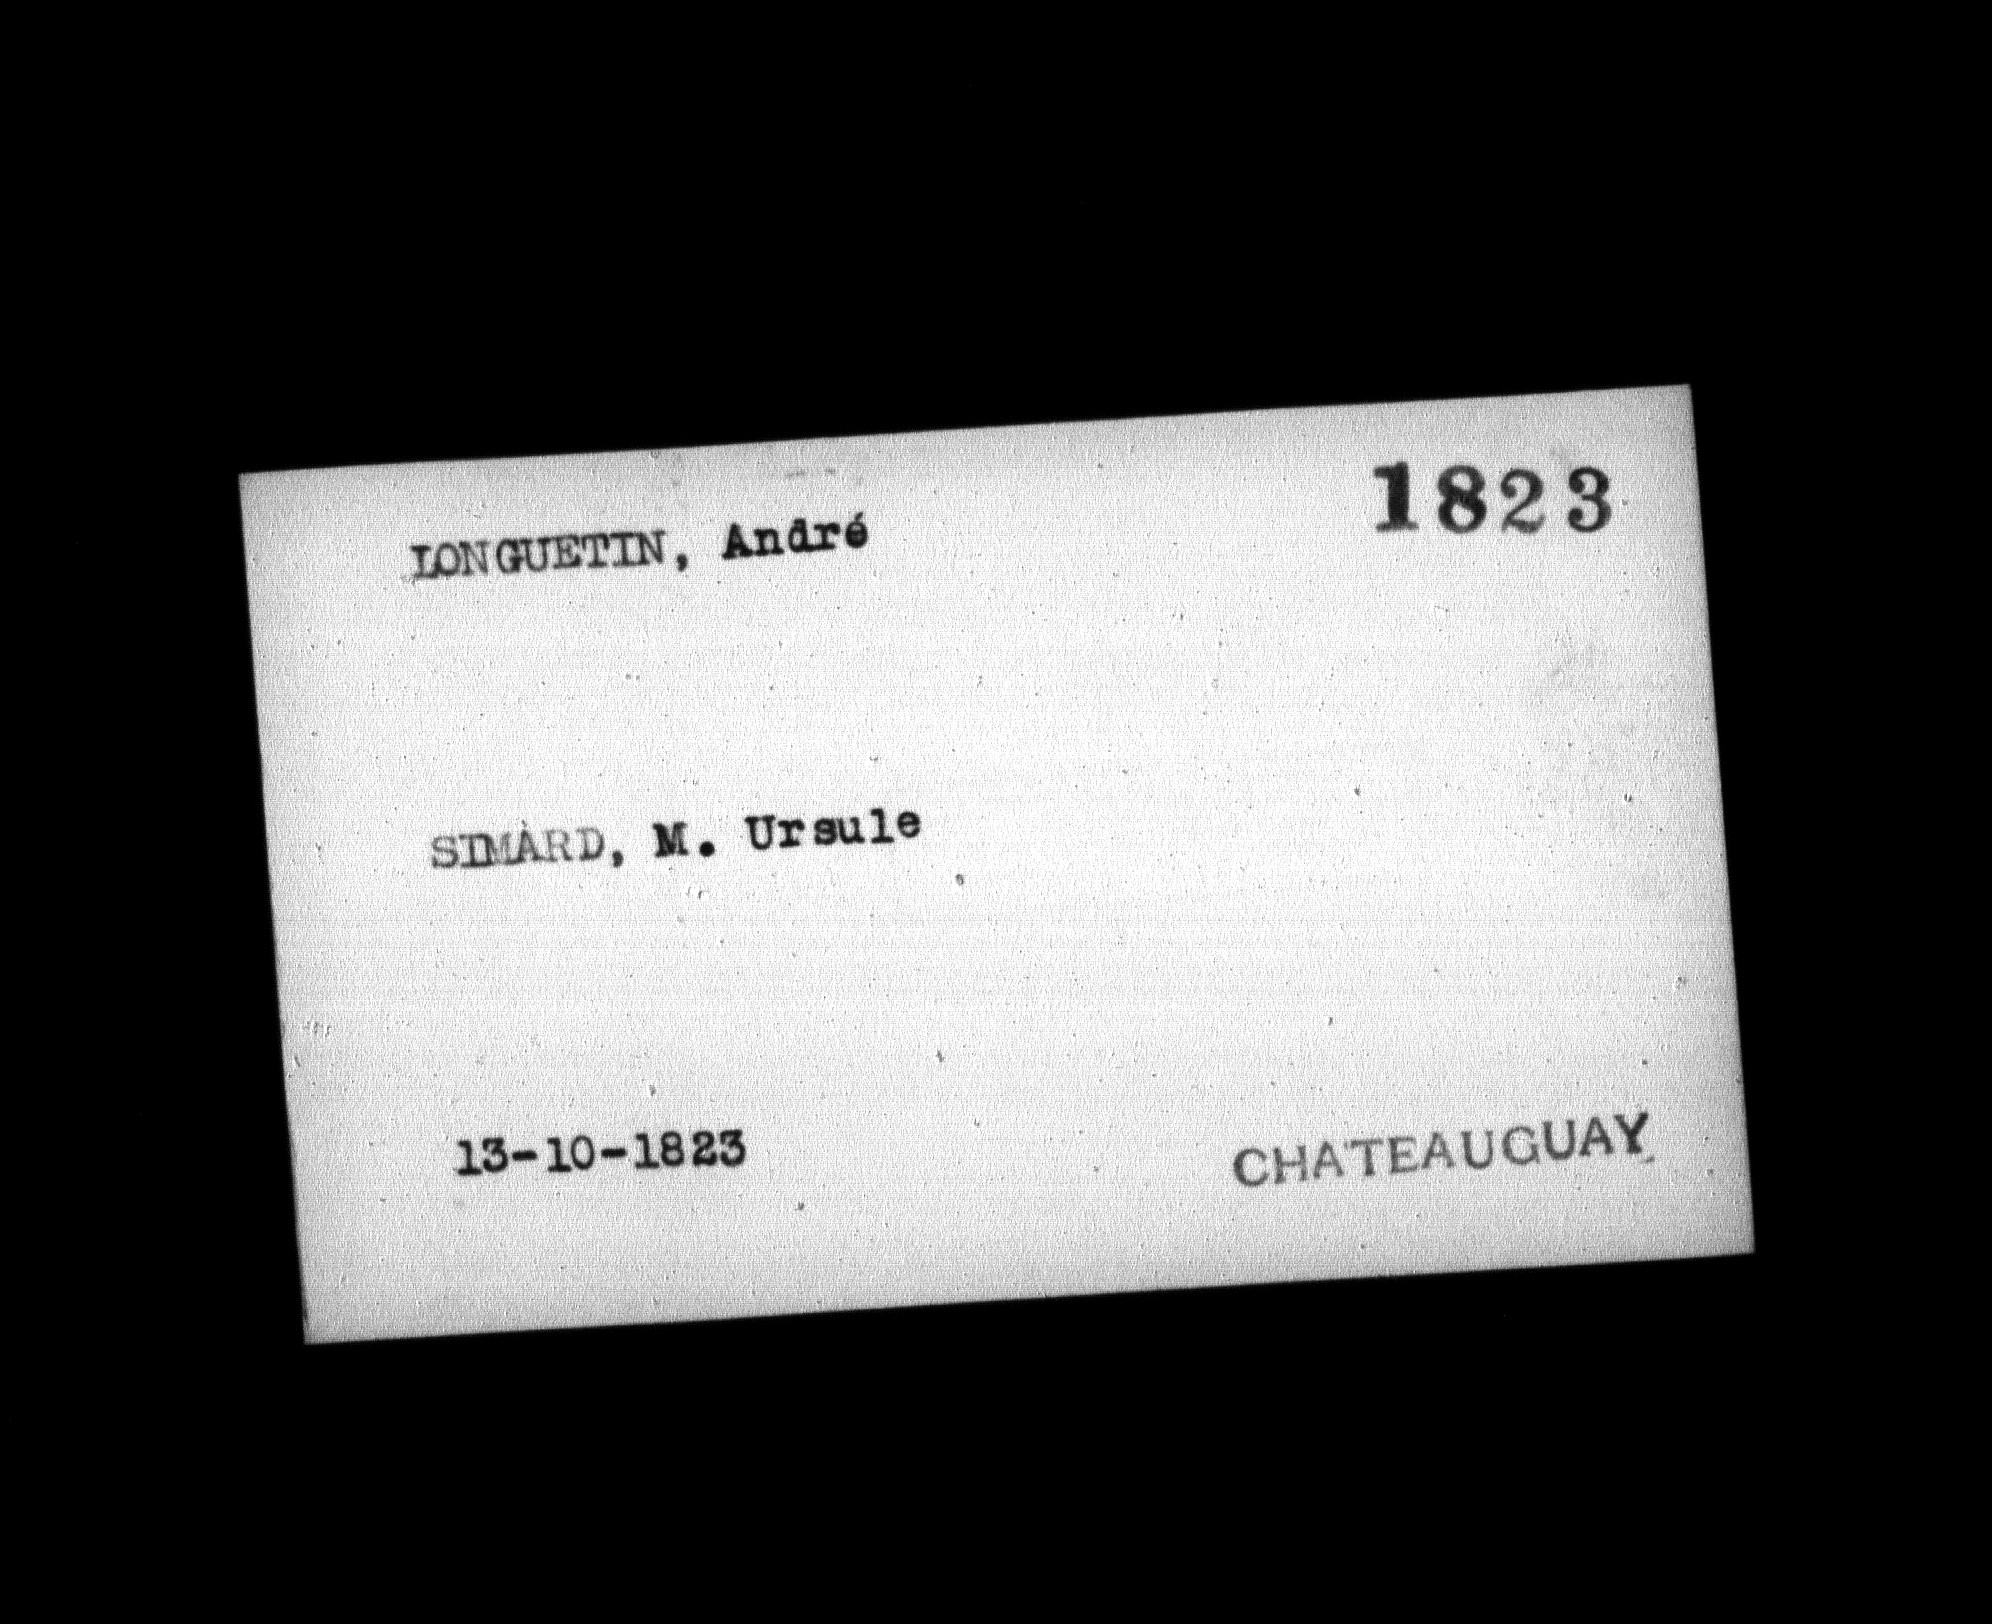 1823
LONGUETIN, André
SIMARD, M. Ursule
13-10-1823
CHATEAUGUAY